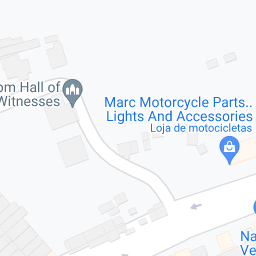 om Hall of
Witnesses
Marc Motorcycle Parts..
Lights And Accessories
Loja de motocicletas
Na
Ve